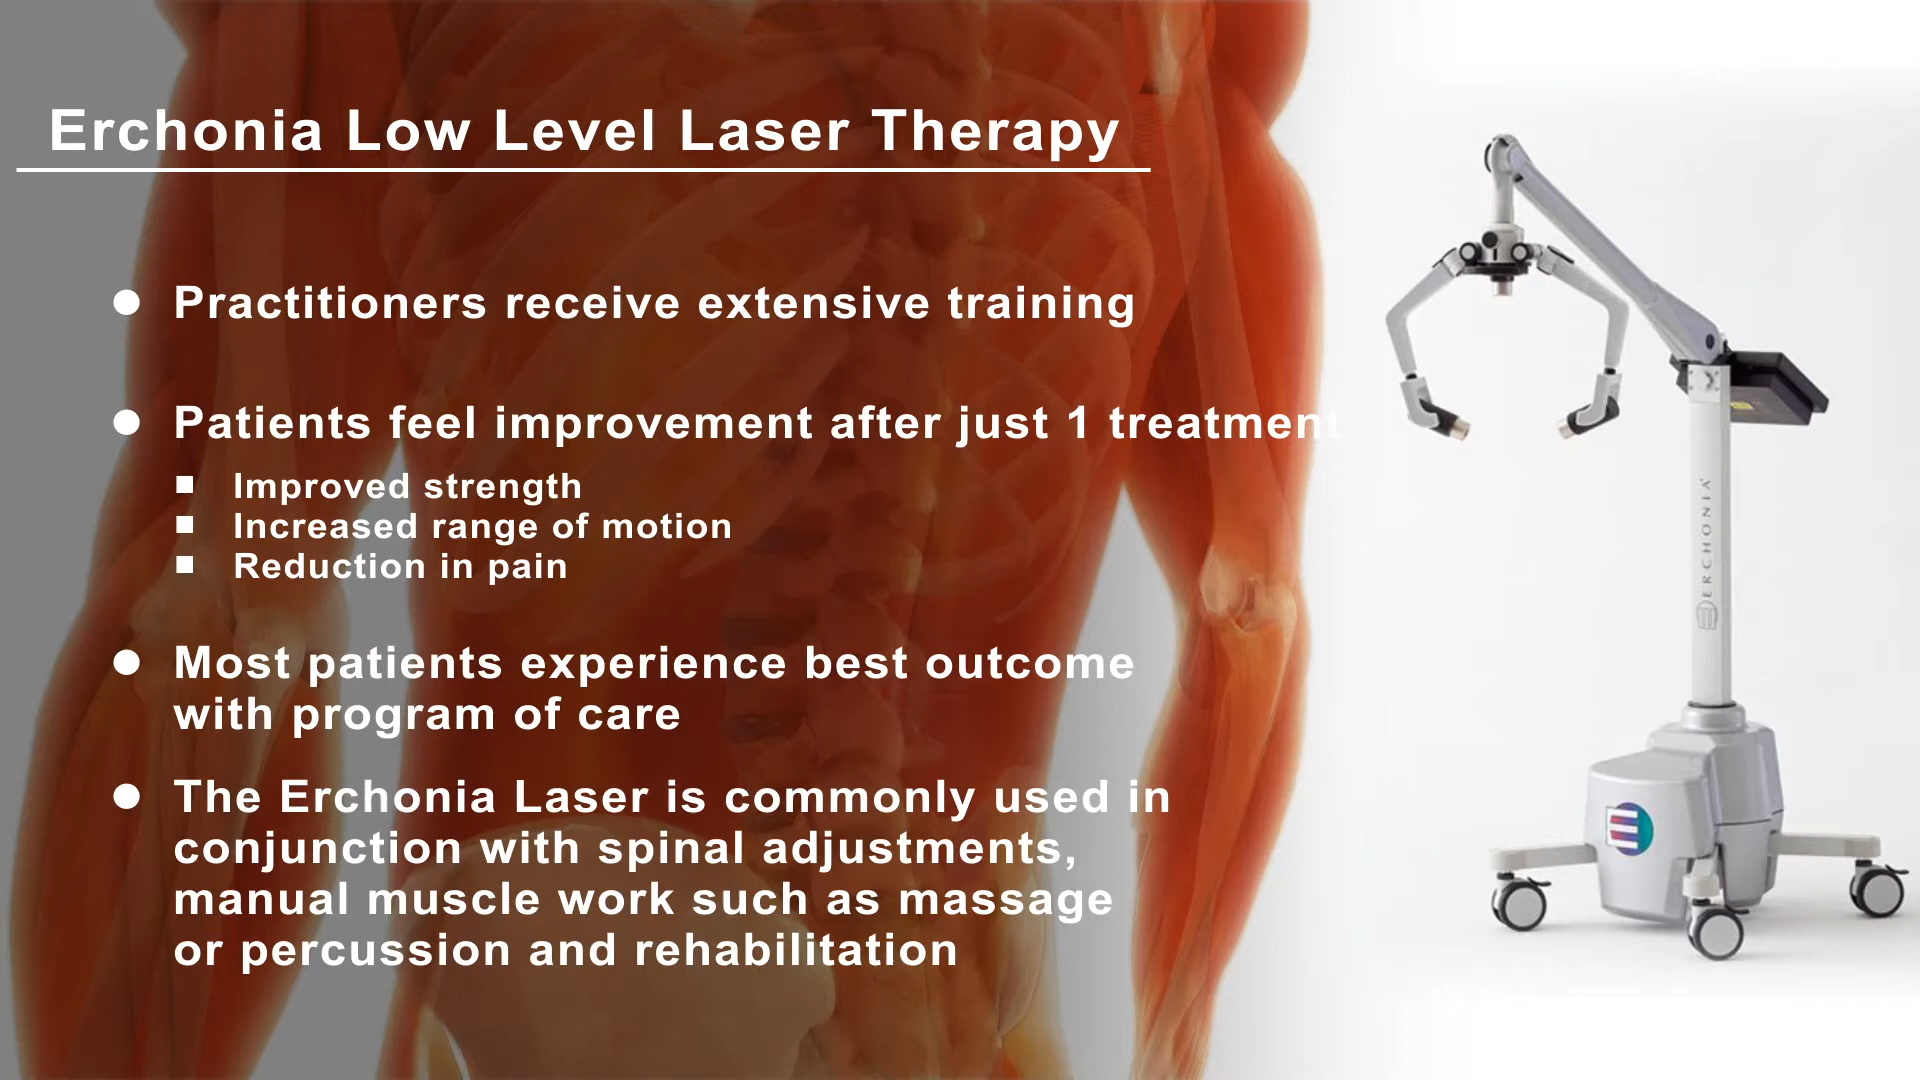 Erchonia Low Level Laser Therapy
● Practitioners receive extensive training
● Patients feel improvement after just 1 treatment
■ Improved strength
■ Increased range of motion
■ Reduction in pain
● Most patients experience best outcome
with program of care
● The Erchonia Laser is commonly used in
conjunction with spinal adjustments,
manual muscle work such as massage
or percussion and rehabilitation
ERCHONIA